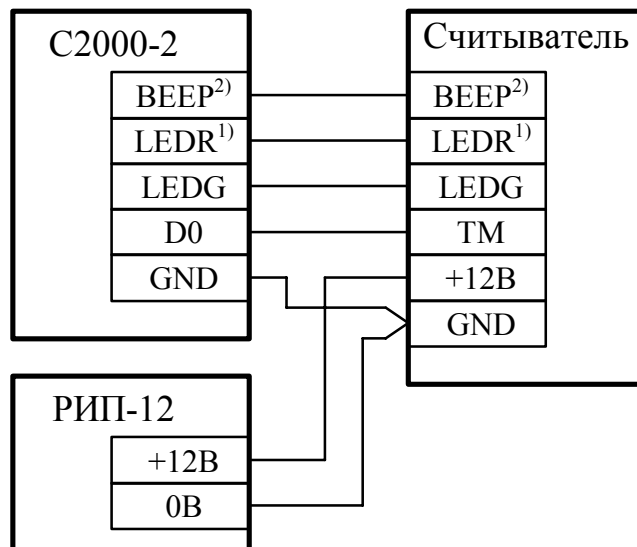 С2000-2
BEEP2)
LEDR1)
LEDG
D0
GND
Считыватель
BEEP2)
LEDR1)
LEDG
TM
+12В
GND
РИП-12
+12В
0В